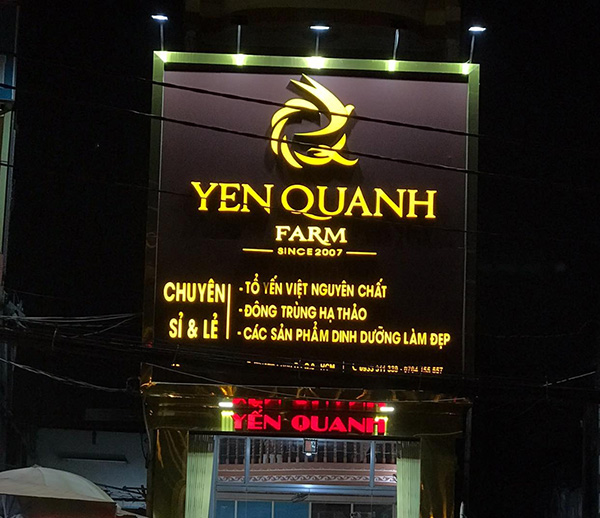 YEN QUANH
FARM
SINCE 2007
CHUYÊN
SỈ & LẺ
- TỔ YẾN VIỆT NGUYÊN CHẤT
- ĐÔNG TRÙNG HẠ THẢO
- CÁC SẢN PHẨM DINH DƯỠNG LÀM ĐẸP
HCM
YẾN QUANH